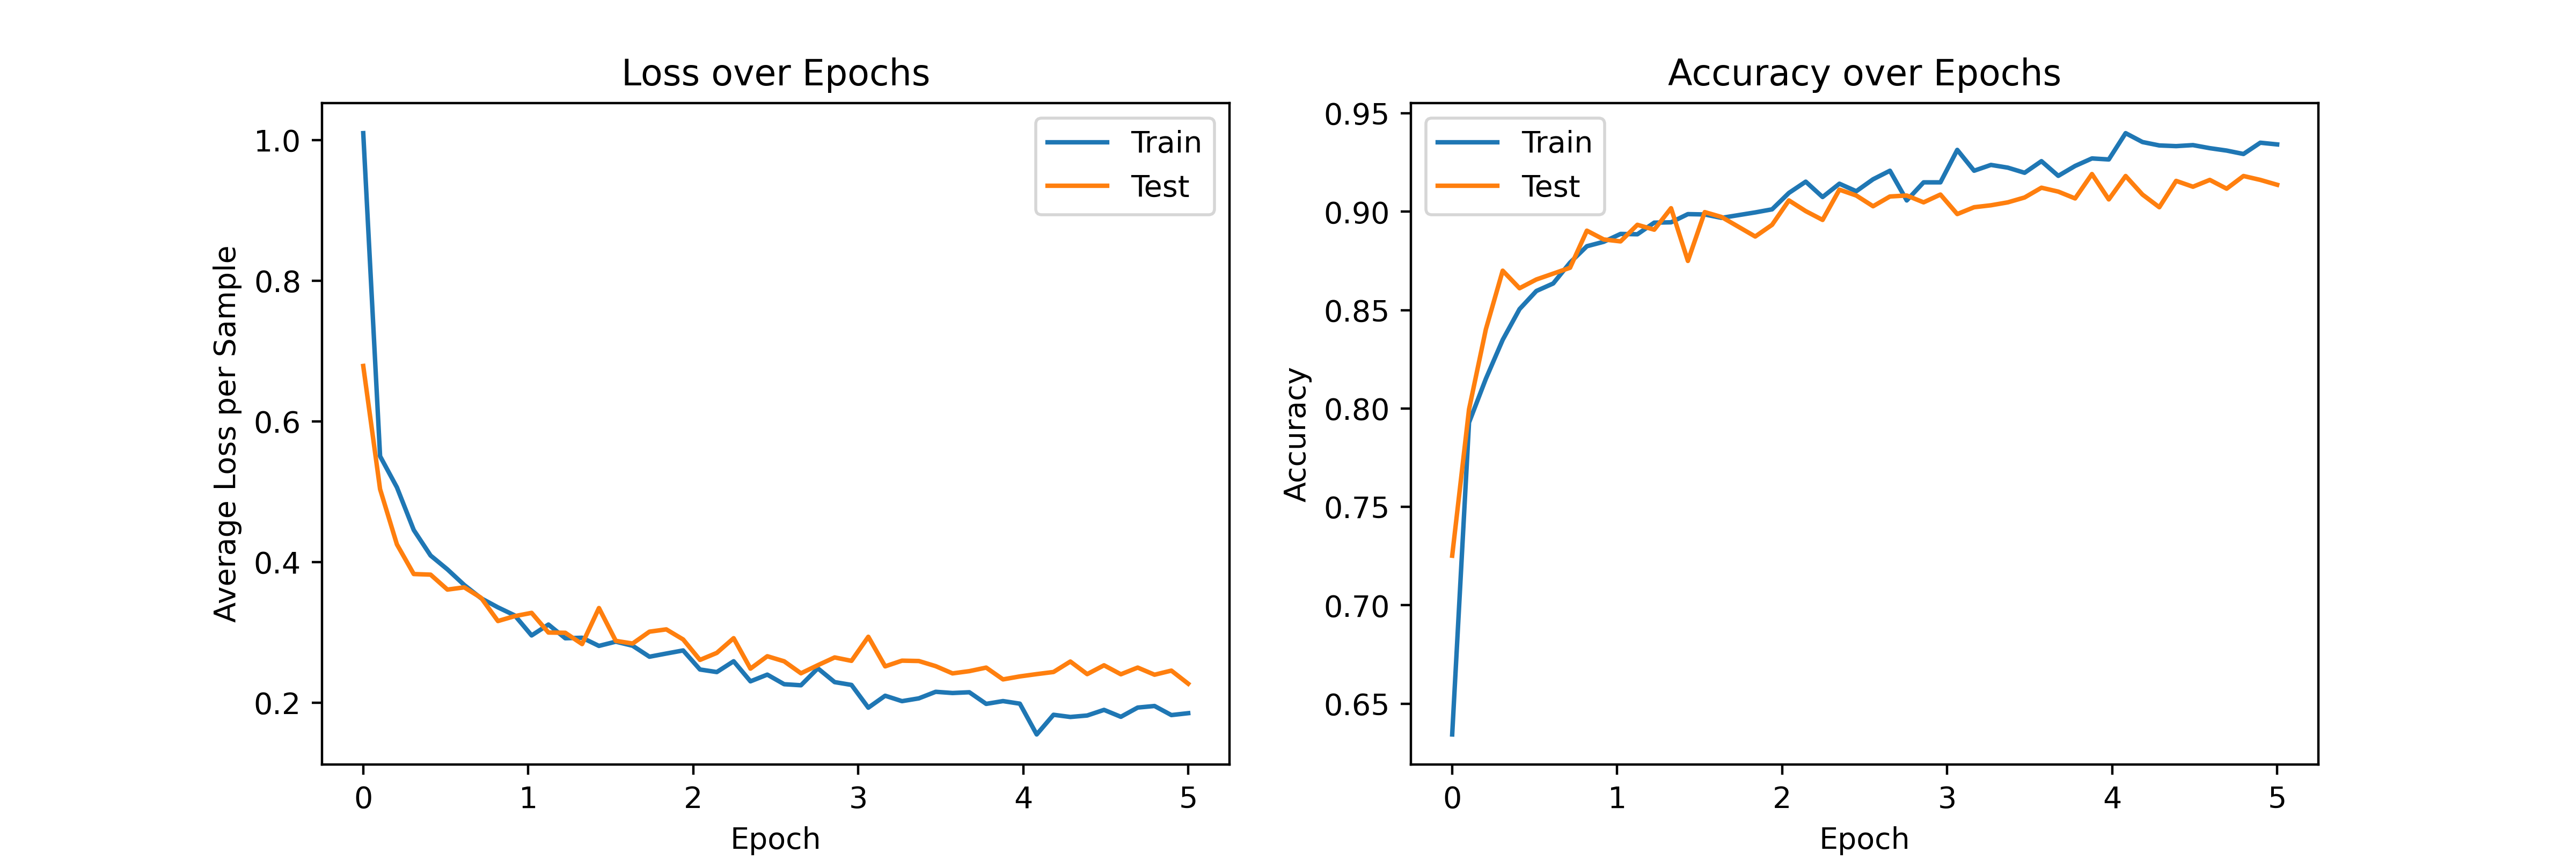 Loss over Epochs
Average Loss per Sample
1.0
0.8
0.6
0.4
0.2
Train
Test
0 1 2 3 4 5
Epoch
Accuracy over Epochs
Accuracy
0.95
0.90
0.85
0.80
0.75
0.70
0.65
Train
Test
0 1 2 3 4 5
Epoch